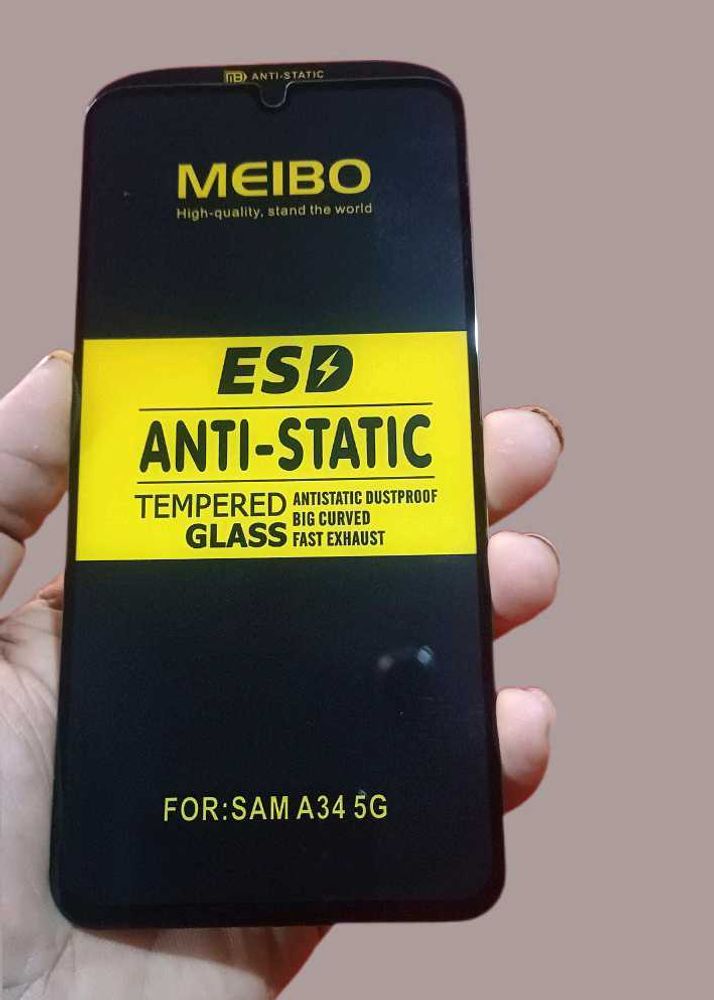 ANTI-STATIC
MEIBO
High-quality, stand the world
ESD
ANTI-STATIC
TEMPERED GLASS
ANTISTATIC DUSTPROOF
BIG CURVED
FAST EXHAUST
FOR:SAM A34 5G